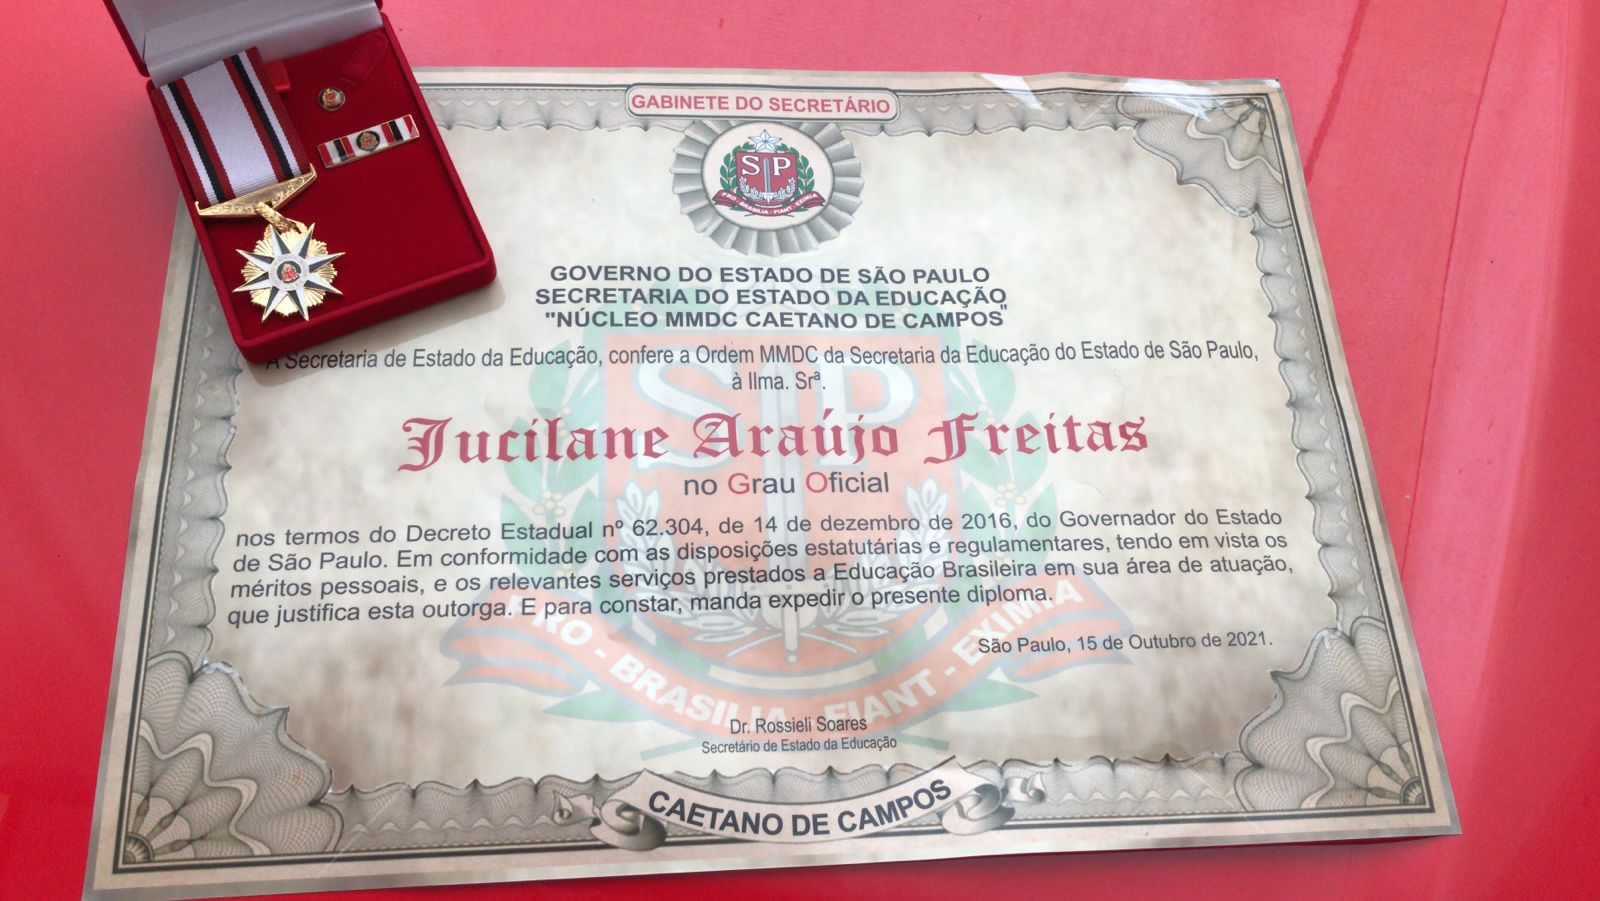 GABINETE DO SECRETÁRIO
SP
PRO BRASILIA FIANT EXIMIA
GOVERNO DO ESTADO DE SÃO PAULO
SECRETARIA DO ESTADO DA EDUCAÇÃO
"NÚCLEO MMDC CAETANO DE CAMPOS"
A Secretaria de Estado da Educação, confere a Ordem MMDC da Secretaria da Educação do Estado de São Paulo,
à Ilma. Srª.
Jucilane Araújo Freitas
no Grau Oficial
nos termos do Decreto Estadual nº 62.304, de 14 de dezembro de 2016, do Governador do Estado
de São Paulo. Em conformidade com as disposições estatutárias e regulamentares, tendo em vista os
méritos pessoais, e os relevantes serviços prestados a Educação Brasileira em sua área de atuação,
que justifica esta outorga. E para constar, manda expedir o presente diploma.
São Paulo, 15 de Outubro de 2021.
SP
PRO - BRASILIA - FIANT - EXIMIA
Dr. Rossieli Soares
Secretário de Estado da Educação
CAETANO DE CAMPOS